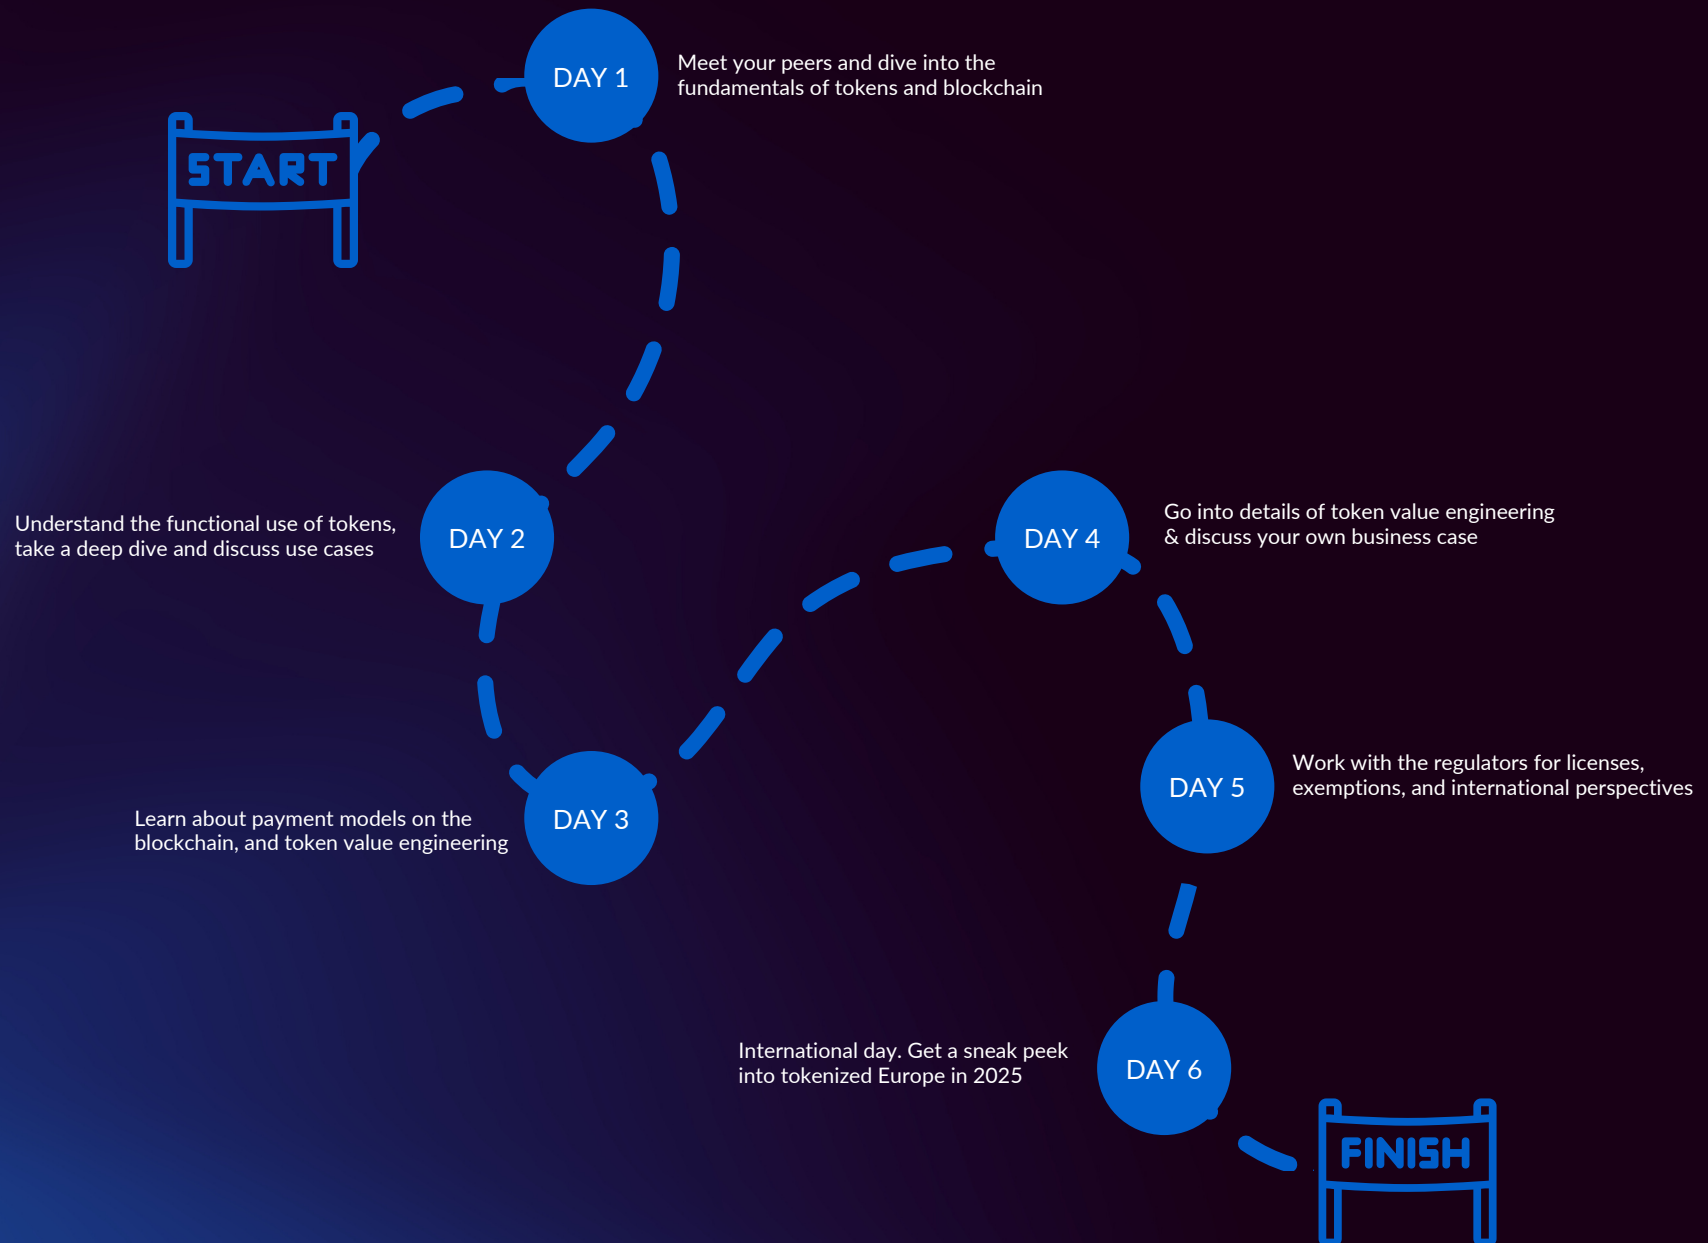 START
DAY 1
Meet your peers and dive into the
fundamentals of tokens and blockchain
DAY 2
Understand the functional use of tokens,
take a deep dive and discuss use cases
DAY 3
Learn about payment models on the
blockchain, and token value engineering
DAY 4
Go into details of token value engineering
& discuss your own business case
DAY 5
Work with the regulators for licenses,
exemptions, and international perspectives
DAY 6
International day. Get a sneak peek
into tokenized Europe in 2025
FINISH